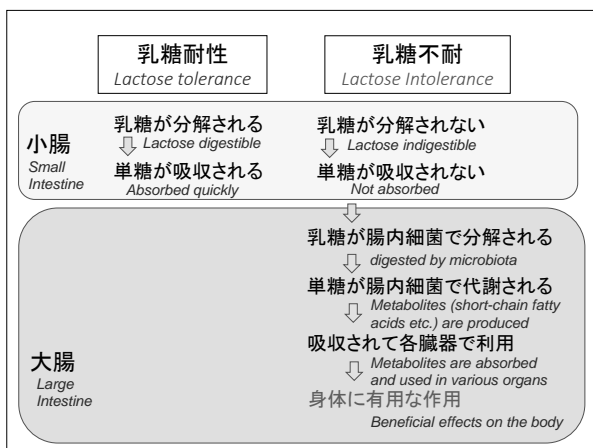 乳糖耐性
Lactose tolerance
乳糖不耐
Lactose Intolerance
小腸
Small
Intestine
乳糖が分解される
Lactose digestible
単糖が吸収される
Absorbed quickly
乳糖が分解されない
Lactose indigestible
単糖が吸収されない
Not absorbed
大腸
Large
Intestine
乳糖が腸内細菌で分解される
digested by microbiota
単糖が腸内細菌で代謝される
Metabolites (short-chain fatty
acids etc.) are produced
吸収されて各臓器で利用
Metabolites are absorbed
and used in various organs
身体に有用な作用
Beneficial effects on the body